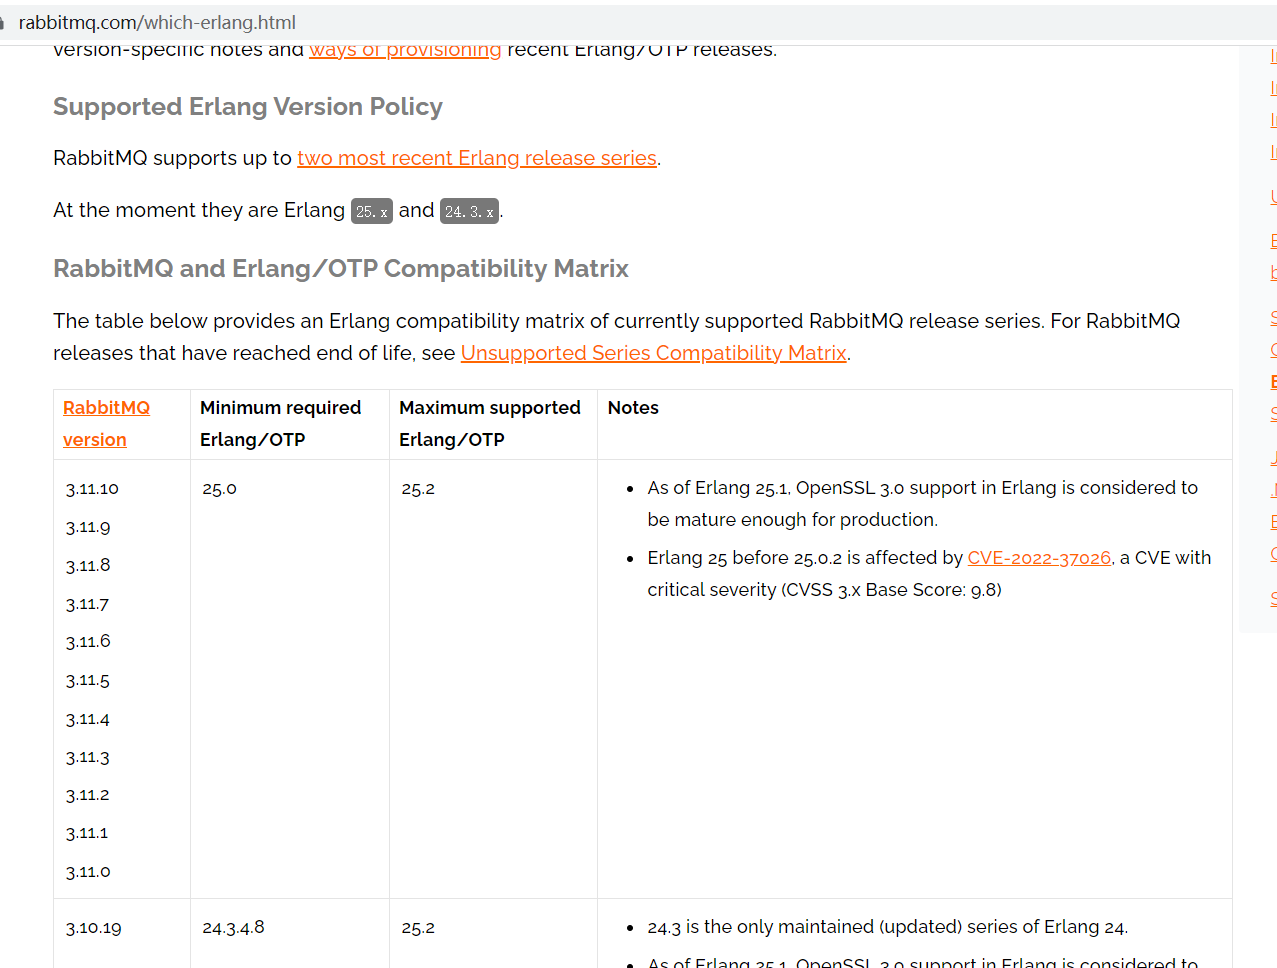 rabbitmq.com/which-erlang.html
version-specific notes and ways of provisioning recent Erlang/OTP releases.
Supported Erlang Version Policy
RabbitMQ supports up to two most recent Erlang release series.
At the moment they are Erlang 25.x and 24.3.x.
RabbitMQ and Erlang/OTP Compatibility Matrix
The table below provides an Erlang compatibility matrix of currently supported RabbitMQ release series. For RabbitMQ
releases that have reached end of life, see Unsupported Series Compatibility Matrix.
RabbitMQ version
Minimum required Erlang/OTP
Maximum supported Erlang/OTP
Notes
3.11.10
3.11.9
3.11.8
3.11.7
3.11.6
3.11.5
3.11.4
3.11.3
3.11.2
3.11.1
3.11.0
25.0
25.2
• As of Erlang 25.1, OpenSSL 3.0 support in Erlang is considered to
be mature enough for production.
• Erlang 25 before 25.0.2 is affected by CVE-2022-37026, a CVE with
critical severity (CVSS 3.x Base Score: 9.8)
3.10.19
24.3.4.8
25.2
• 24.3 is the only maintained (updated) series of Erlang 24.
• As of Erlang 25.1, OpenSSL 3.0 support in Erlang is considered to